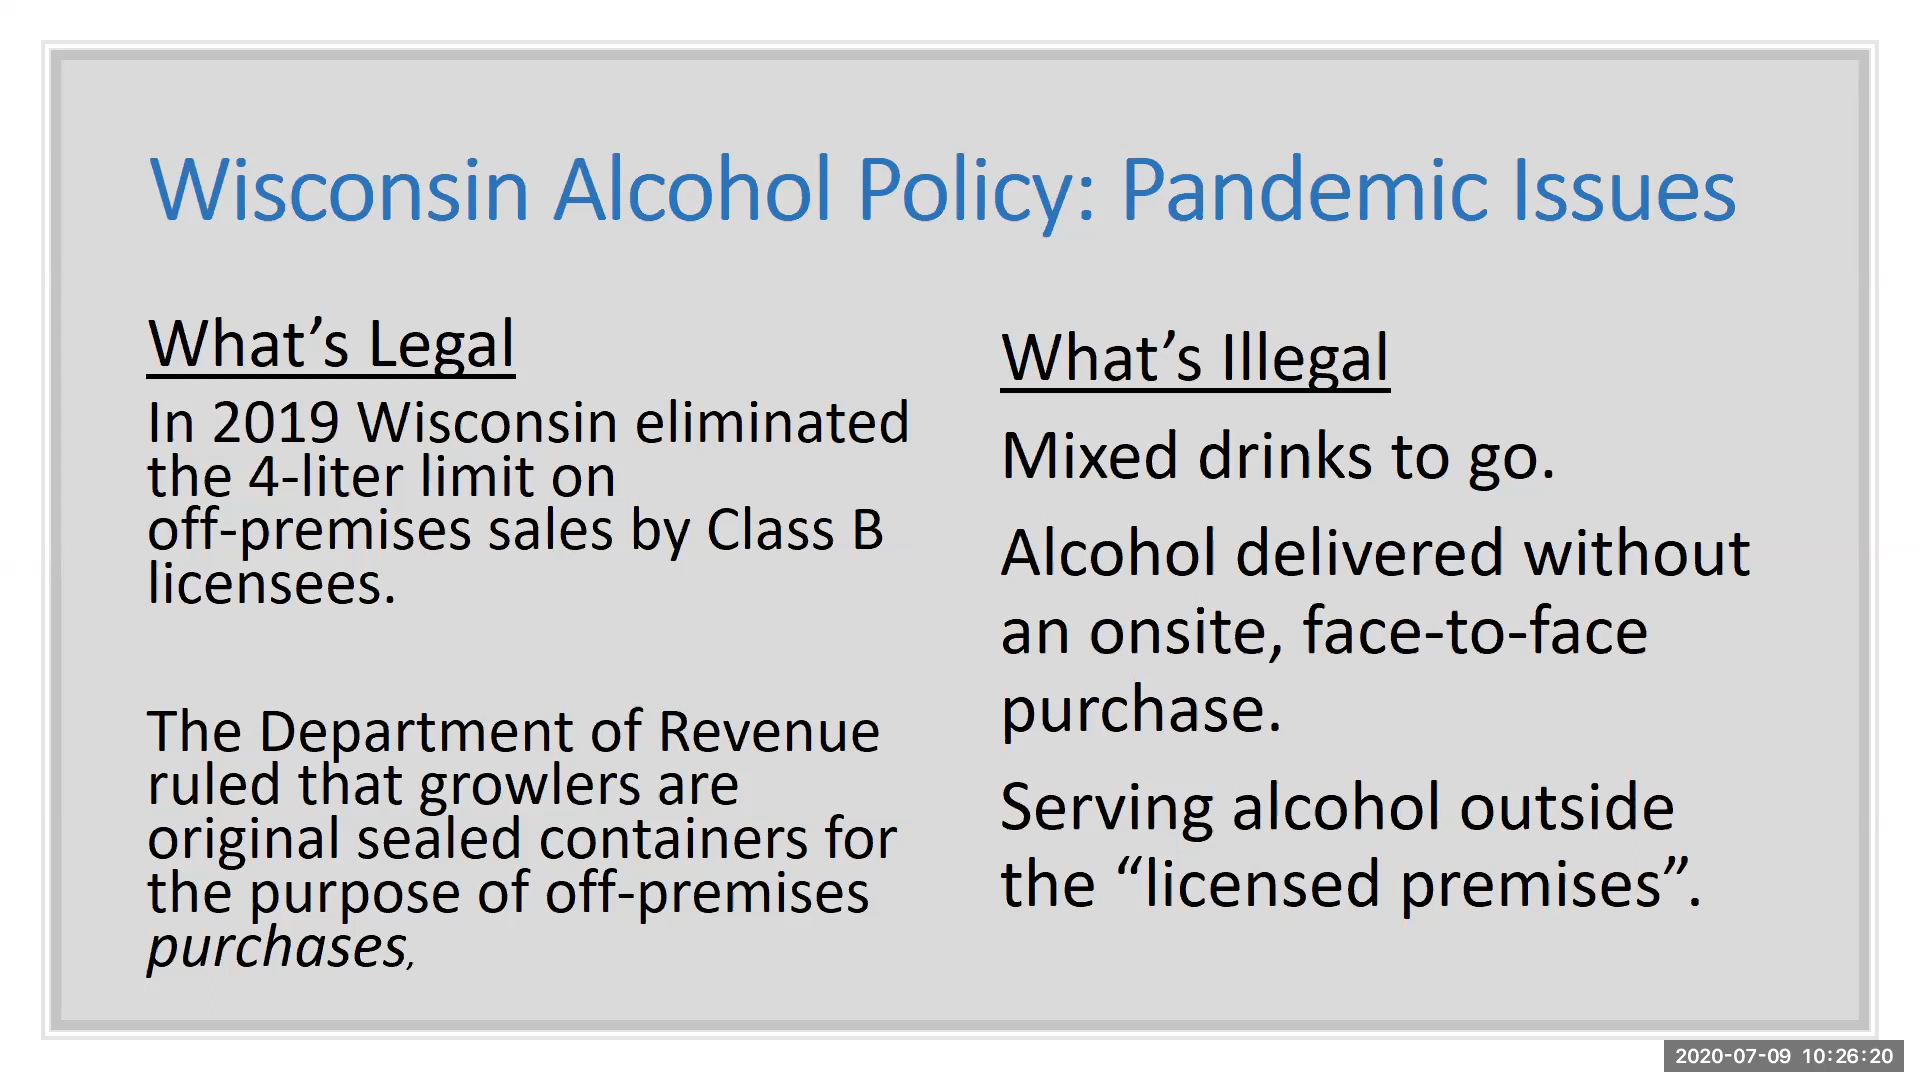 Wisconsin Alcohol Policy: Pandemic Issues
What’s Legal
In 2019 Wisconsin eliminated
the 4-liter limit on
off-premises sales by Class B
licensees.
The Department of Revenue
ruled that growlers are
original sealed containers for
the purpose of off-premises
purchases,
What’s Illegal
Mixed drinks to go.
Alcohol delivered without
an onsite, face-to-face
purchase.
Serving alcohol outside
the “licensed premises”.
2020-07-09 10:26:20